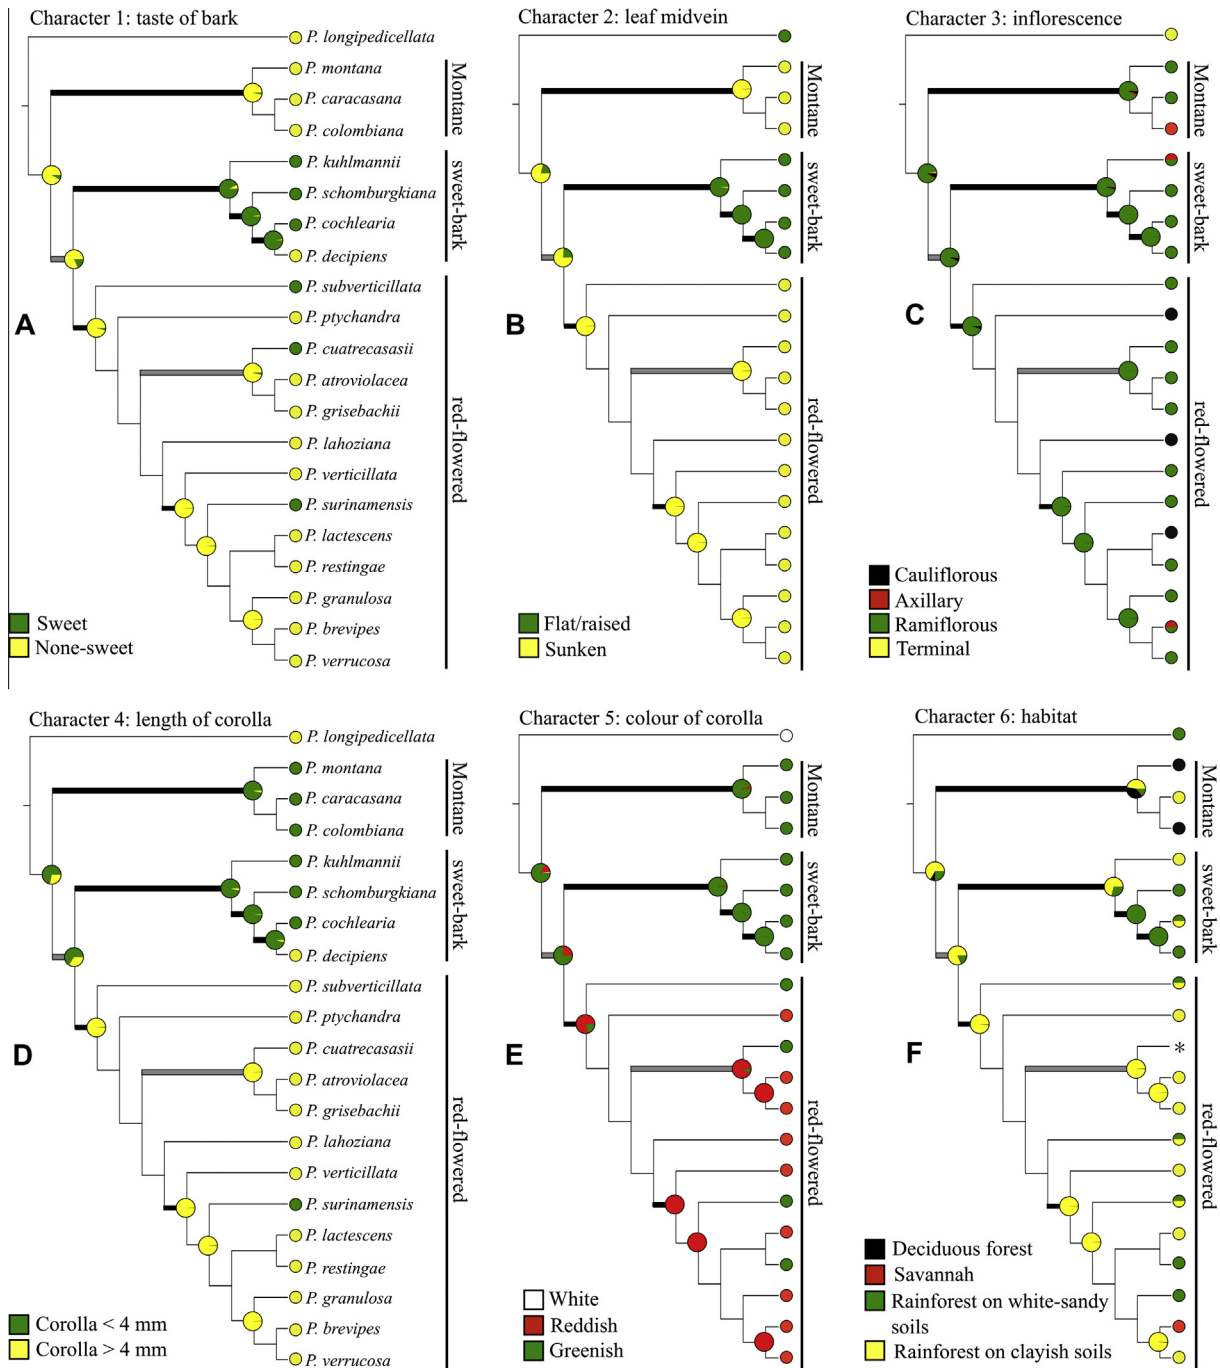 Character 1: taste of bark
P. longipedicellata
P. montana
P. caracasana
P. colombiana
Montane
P. kuhlmannii
P. schomburgkiana
P. cochlearia
P. decipiens
sweet-bark
P. subverticillata
P. ptychandra
P. cuatrecasasii
P. atroviolacea
P. grisebachii
P. lahoziana
P. verticillata
P. surinamensis
P. lactescens
P. restingae
P. granulosa
P. brevipes
P. verrucosa
red-flowered
A
Sweet
None-sweet
Character 2: leaf midvein
Montane
sweet-bark
red-flowered
B
Flat/raised
Sunken
Character 3: inflorescence
Montane
sweet-bark
red-flowered
C
Cauliflorous
Axillary
Ramiflorous
Terminal
Character 4: length of corolla
P. longipedicellata
P. montana
P. caracasana
P. colombiana
Montane
P. kuhlmannii
P. schomburgkiana
P. cochlearia
P. decipiens
sweet-bark
P. subverticillata
P. ptychandra
P. cuatrecasasii
P. atroviolacea
P. grisebachii
P. lahoziana
P. verticillata
P. surinamensis
P. lactescens
P. restingae
P. granulosa
P. brevipes
P. verrucosa
red-flowered
D
Corolla < 4 mm
Corolla > 4 mm
Character 5: colour of corolla
Montane
sweet-bark
red-flowered
E
White
Reddish
Greenish
Character 6: habitat
Montane
sweet-bark
*
red-flowered
F
Deciduous forest
Savannah
Rainforest on white-sandy
soils
Rainforest on clayish soils